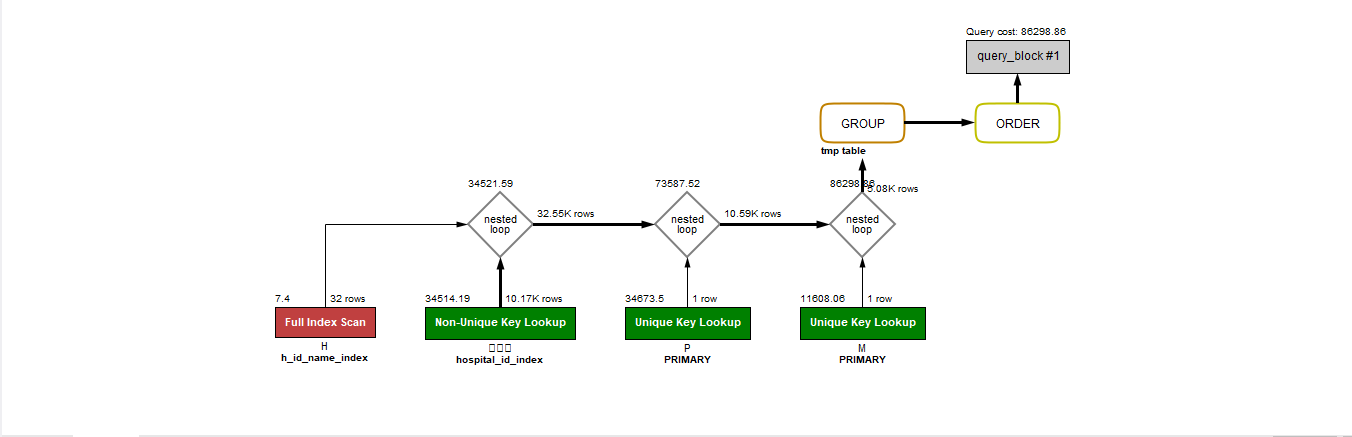 Query cost: 86298.86
query_block #1
GROUP
ORDER
tmp table
34521.59
73587.52
86298.86
5.08K rows
nested
loop
32.55K rows
nested
loop
10.59K rows
nested
loop
7.4
32 rows
34514.19
10.17K rows
34673.5
1 row
11608.06
1 row
Full Index Scan
Non-Unique Key Lookup
Unique Key Lookup
Unique Key Lookup
H
P
M
h_id_name_index
hospital_id_index
PRIMARY
PRIMARY